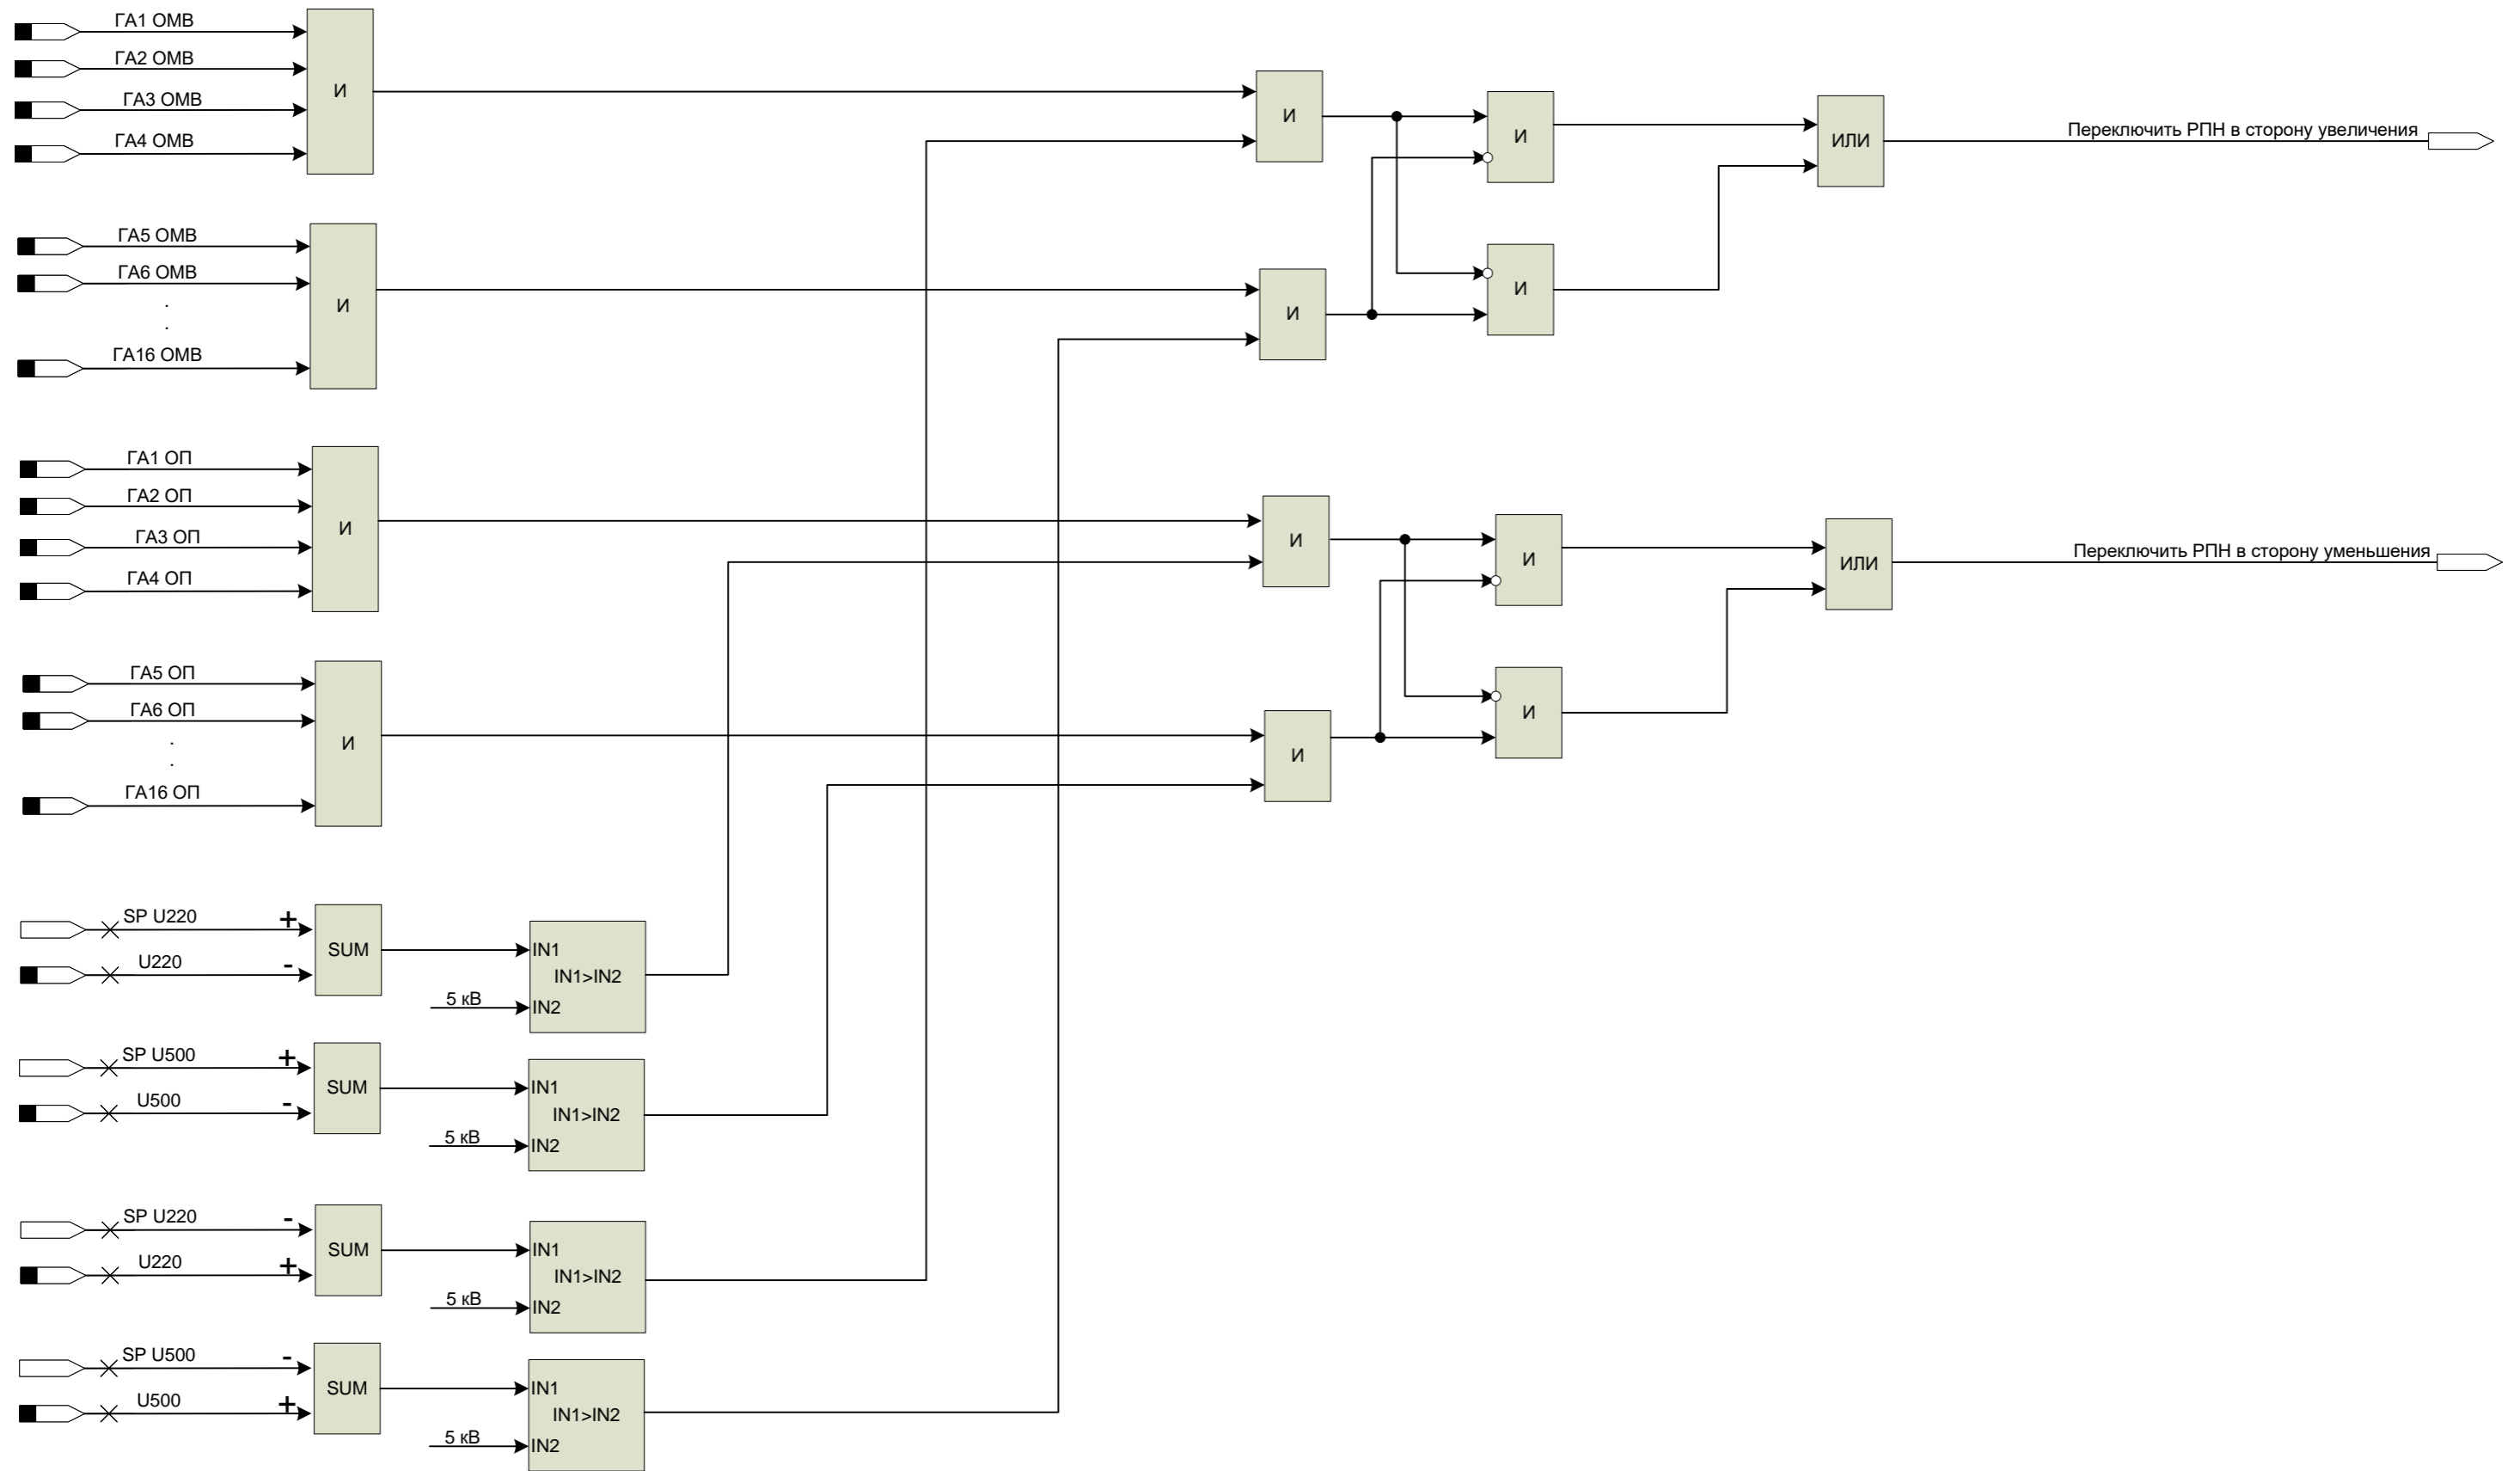 ГА1 ОМВ
ГА2 ОМВ
ГА3 ОМВ
ГА4 ОМВ
И
И
И
ИЛИ
Переключить РПН в сторону увеличения
ГА5 ОМВ
ГА6 ОМВ
.
.
ГА16 ОМВ
И
И
И
ГА1 ОП
ГА2 ОП
ГА3 ОП
ГА4 ОП
И
И
И
ИЛИ
Переключить РПН в сторону уменьшения
ГА5 ОП
ГА6 ОП
.
.
ГА16 ОП
И
И
И
SP U220
+
U220
-
SUM
IN1
IN1>IN2
5 кВ
IN2
SP U500
+
U500
-
SUM
IN1
IN1>IN2
5 кВ
IN2
SP U220
-
U220
+
SUM
IN1
IN1>IN2
5 кВ
IN2
SP U500
-
U500
+
SUM
IN1
IN1>IN2
5 кВ
IN2